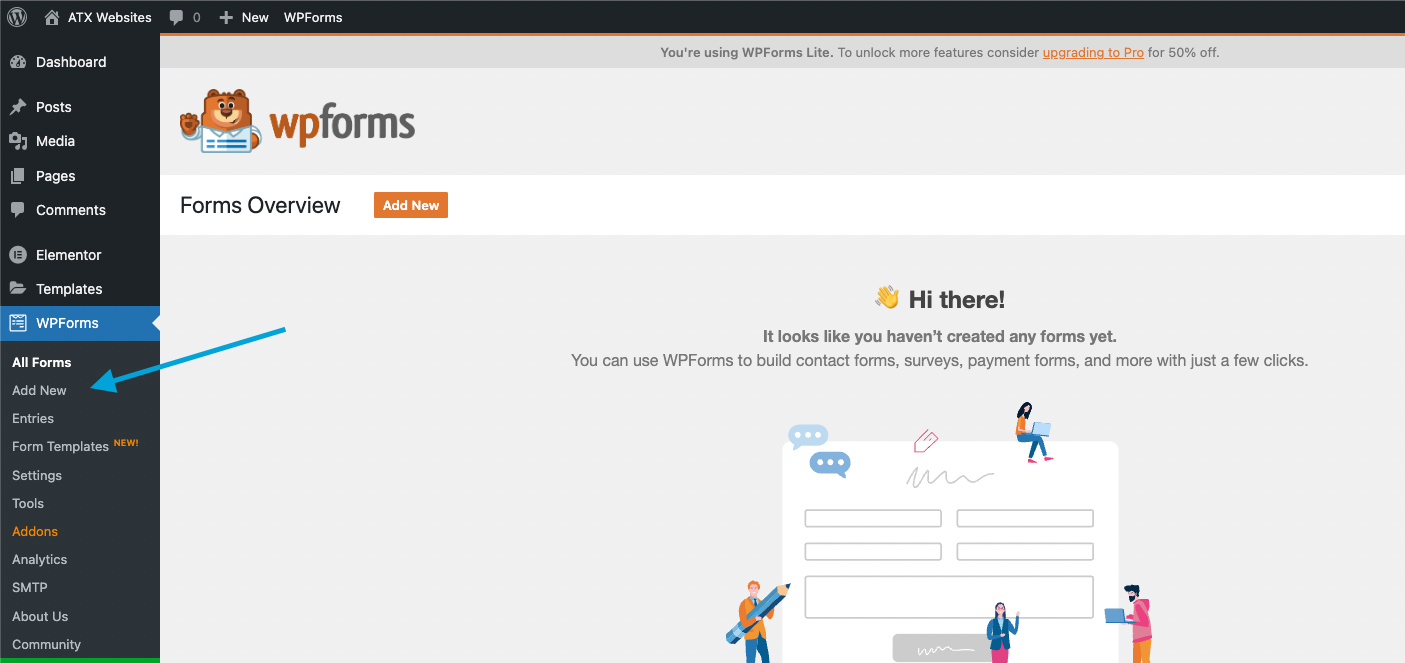 ATX Websites 0 New WPForms
Dashboard
Posts
Media
Pages
Comments
Elementor
Templates
WPForms
All Forms
Add New
Entries
Form Templates NEW!
Settings
Tools
Addons
Analytics
SMTP
About Us
Community
You're using WPForms Lite. To unlock more features consider upgrading to Pro for 50% off.
wpforms
Forms Overview Add New
👋 Hi there!
It looks like you haven’t created any forms yet.
You can use WPForms to build contact forms, surveys, payment forms, and more with just a few clicks.